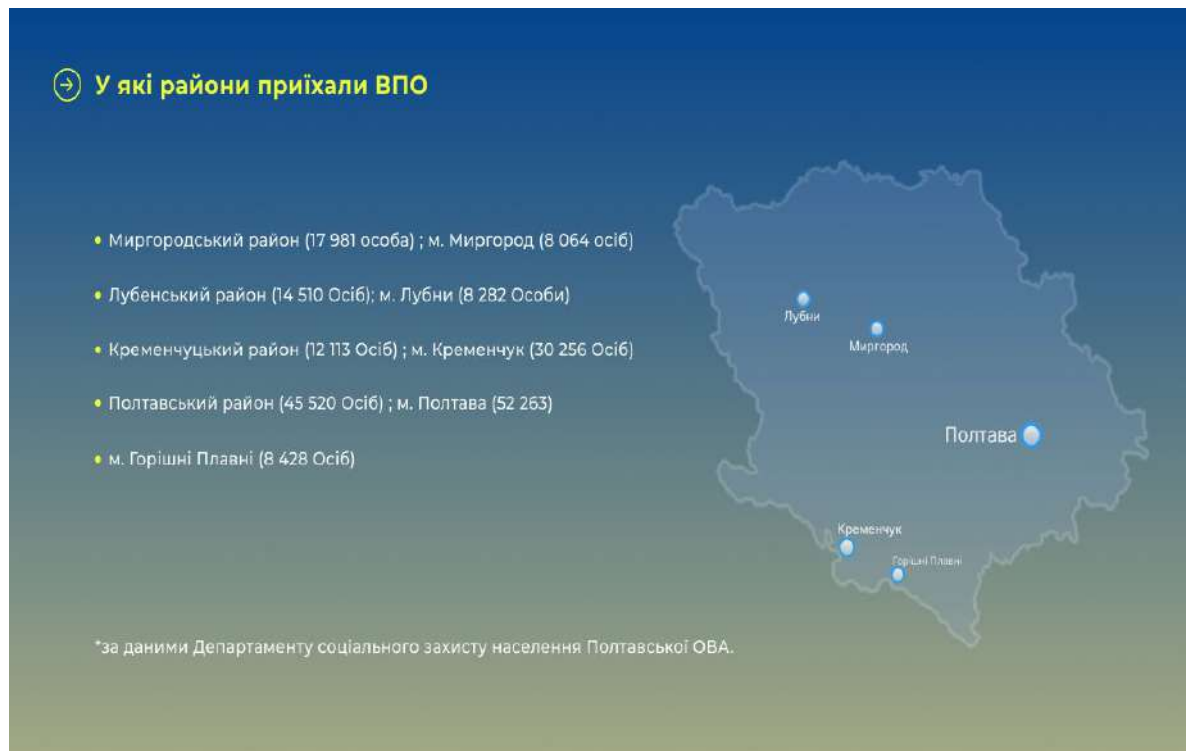 У які райони приїхали ВПО
• Миргородський район (17 981 особа) ; м. Миргород (8 064 осіб)
• Лубенський район (14 510 Осіб); м. Лубни (8 282 Особи)
• Кременчуцький район (12 113 Осіб) ; м. Кременчук (30 256 Осіб)
• Полтавський район (45 520 Осіб) ; м. Полтава (52 263)
• м. Горішні Плавні (8 428 Осіб)
Лубни
Миргород
Полтава
Кременчук
Горішні Плавні
*за даними Департаменту соціального захисту населення Полтавської ОВА.